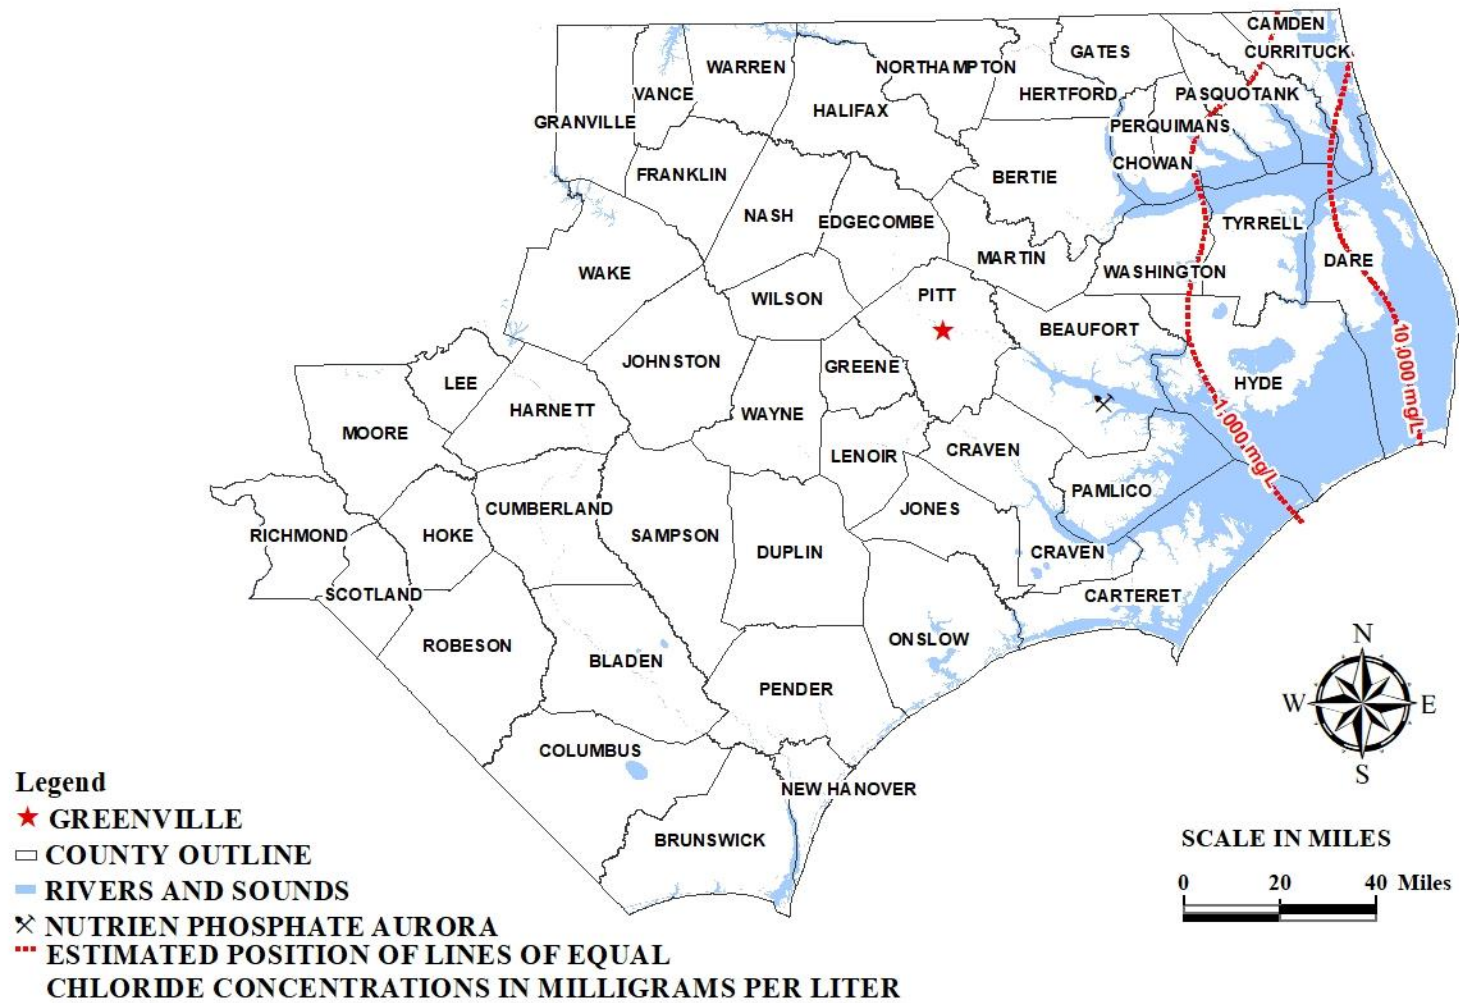 CAMDEN
CURRITUCK
GATES
WARREN
NORTHAMPTON
VANCE
HERTFORD
PASQUOTANK
HALIFAX
GRANVILLE
PERQUIMANS
CHOWAN
FRANKLIN
BERTIE
NASH
EDGECOMBE
TYRRELL
MARTIN
DARE
WAKE
WASHINGTON
WILSON
PITT
BEAUFORT
10,000 mg/L
JOHNSTON
GREENE
LEE
HYDE
HARNETT
WAYNE
1,000 mg/L
MOORE
LENOIR
CRAVEN
PAMLICO
CUMBERLAND
JONES
RICHMOND
HOKE
SAMPSON
DUPLIN
CRAVEN
SCOTLAND
CARTERET
ROBESON
ONSLOW
BLADEN
PENDER
COLUMBUS
NEW HANOVER
BRUNSWICK
N
W E
S
Legend
GREENVILLE
COUNTY OUTLINE
RIVERS AND SOUNDS
NUTRIEN PHOSPHATE AURORA
ESTIMATED POSITION OF LINES OF EQUAL
CHLORIDE CONCENTRATIONS IN MILLIGRAMS PER LITER
SCALE IN MILES
0 20 40 Miles